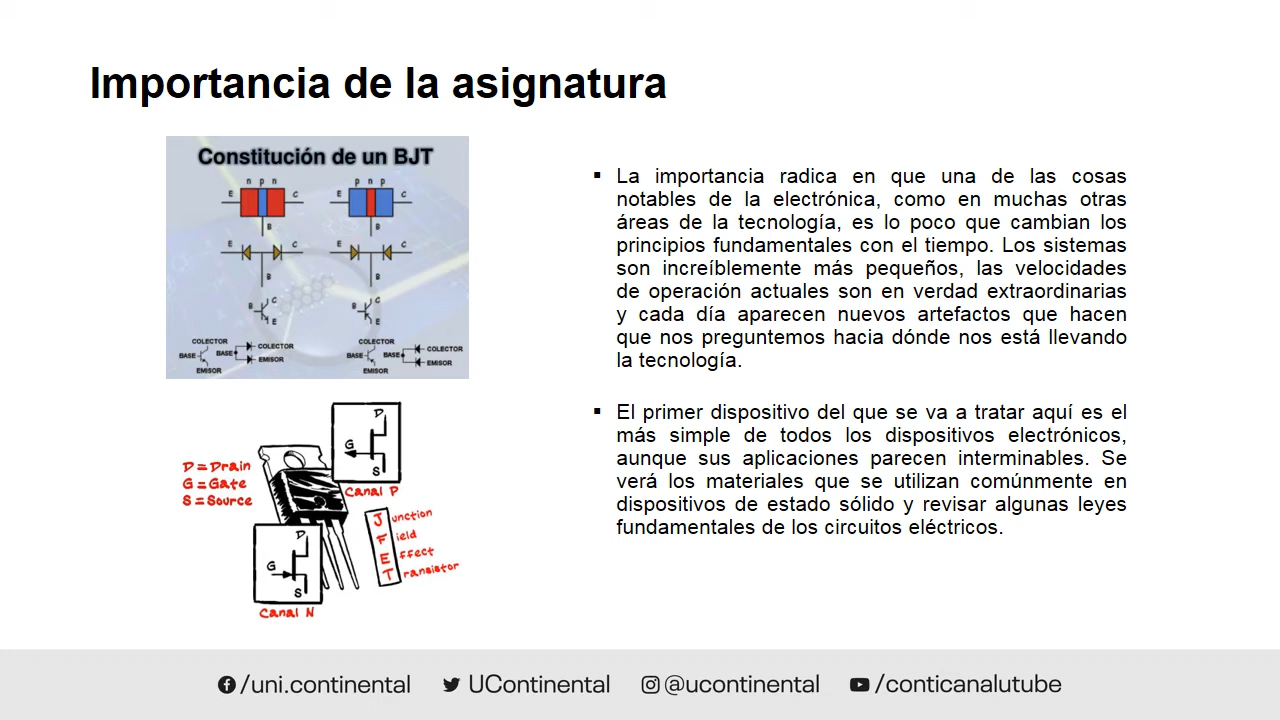 Importancia de la asignatura
Constitución de un BJT
n p n
p n p
E C
E C
B
B
E C
E C
B
B
B C
E
B C
E
COLECTOR
BASE
EMISOR
BASE
COLECTOR
EMISOR
COLECTOR
BASE
EMISOR
BASE
COLECTOR
EMISOR
D
G
S
Canal P
D = Drain
G = Gate
S = Source
Junction
Field
Effect
Transistor
D
G
S
Canal N
▪ La importancia radica en que una de las cosas
notables de la electrónica, como en muchas otras
áreas de la tecnología, es lo poco que cambian los
principios fundamentales con el tiempo. Los sistemas
son increíblemente más pequeños, las velocidades
de operación actuales son en verdad extraordinarias
y cada día aparecen nuevos artefactos que hacen
que nos preguntemos hacia dónde nos está llevando
la tecnología.
▪ El primer dispositivo del que se va a tratar aquí es el
más simple de todos los dispositivos electrónicos,
aunque sus aplicaciones parecen interminables. Se
verá los materiales que se utilizan comúnmente en
dispositivos de estado sólido y revisar algunas leyes
fundamentales de los circuitos eléctricos.
/uni.continental
UContinental
@ucontinental
/conticanalutube